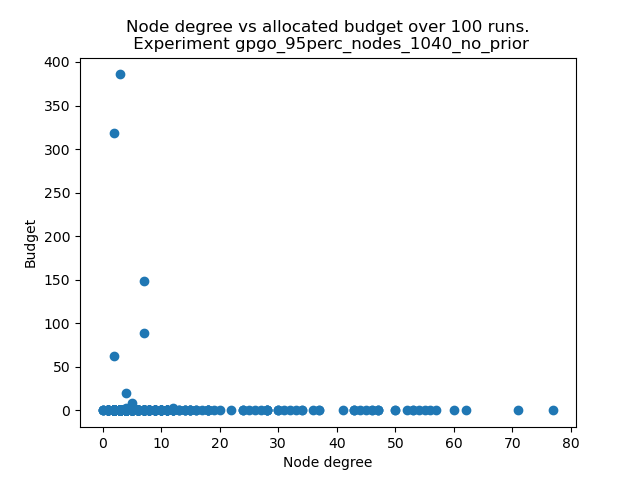 Node degree vs allocated budget over 100 runs.
Experiment gpgo_95perc_nodes_1040_no_prior
400
350
300
250
200
150
100
50
0
Budget
0 10 20 30 40 50 60 70 80
Node degree